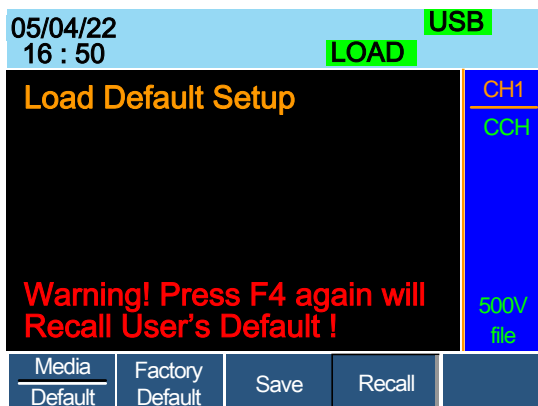 05/04/22
USB
16 : 50
LOAD
Load Default Setup
CH1
CCH
Warning! Press F4 again will
Recall User's Default !
500V
file
Media
Default
Factory
Default
Save
Recall